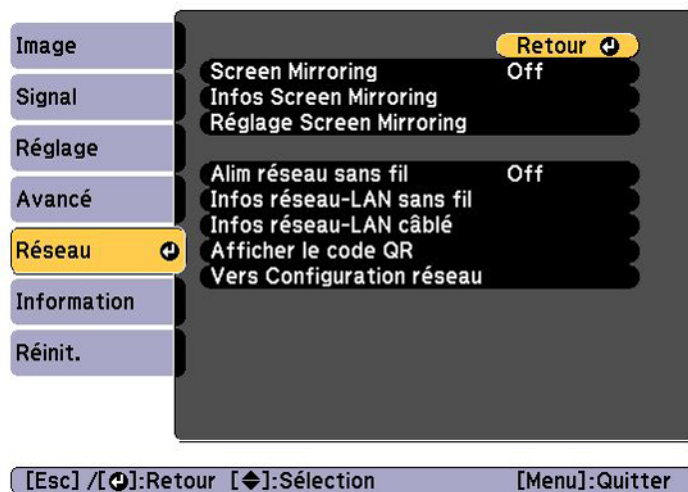 Image
Signal
Réglage
Avancé
Réseau
Information
Réinit.
Retour
Screen Mirroring Off
Infos Screen Mirroring
Réglage Screen Mirroring
Alim réseau sans fil Off
Infos réseau-LAN sans fil
Infos réseau-LAN câblé
Afficher le code QR
Vers Configuration réseau
[Esc] /[⏎]:Retour [◆]:Sélection [Menu]:Quitter